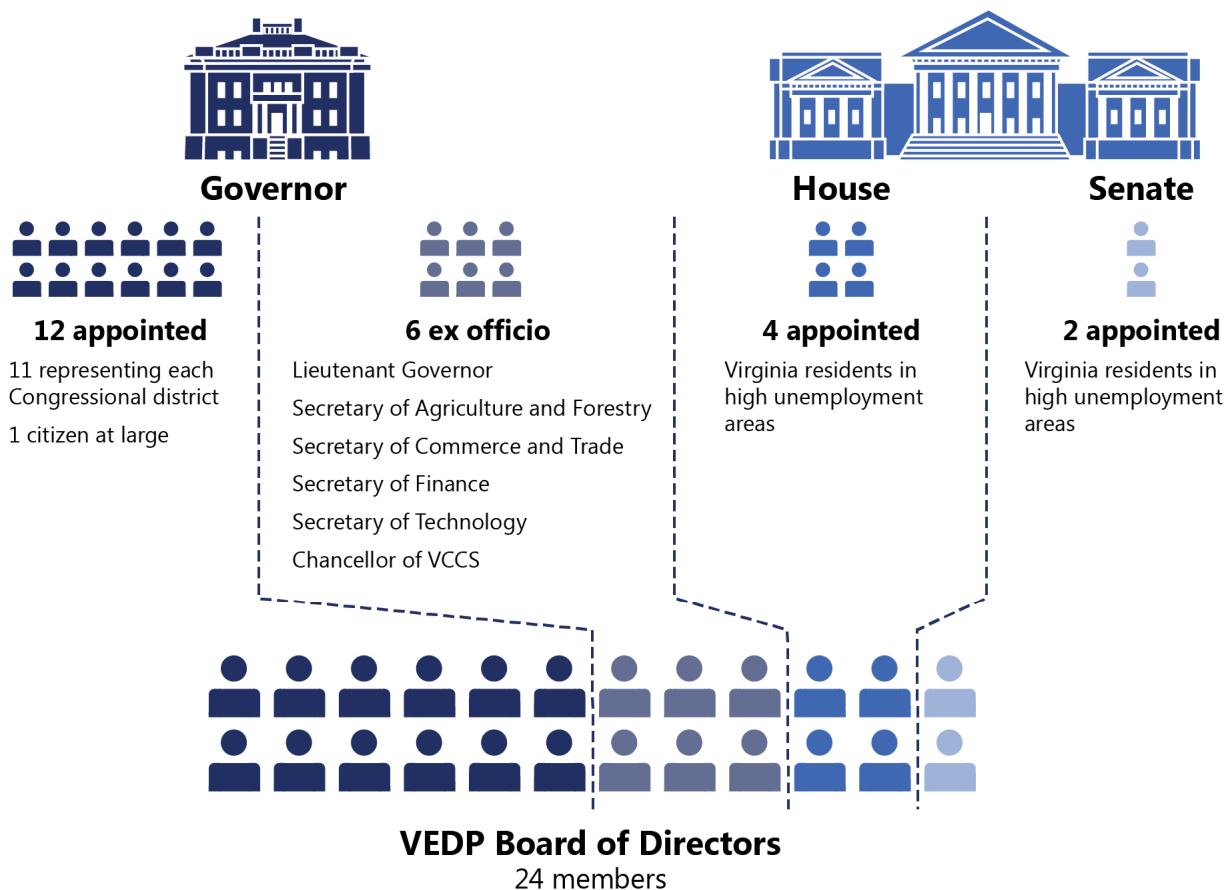 Governor
House
Senate
12 appointed
11 representing each
Congressional district
1 citizen at large
6 ex officio
Lieutenant Governor
Secretary of Agriculture and Forestry
Secretary of Commerce and Trade
Secretary of Finance
Secretary of Technology
Chancellor of VCCS
4 appointed
Virginia residents in
high unemployment
areas
2 appointed
Virginia residents in
high unemployment
areas
VEDP Board of Directors
24 members